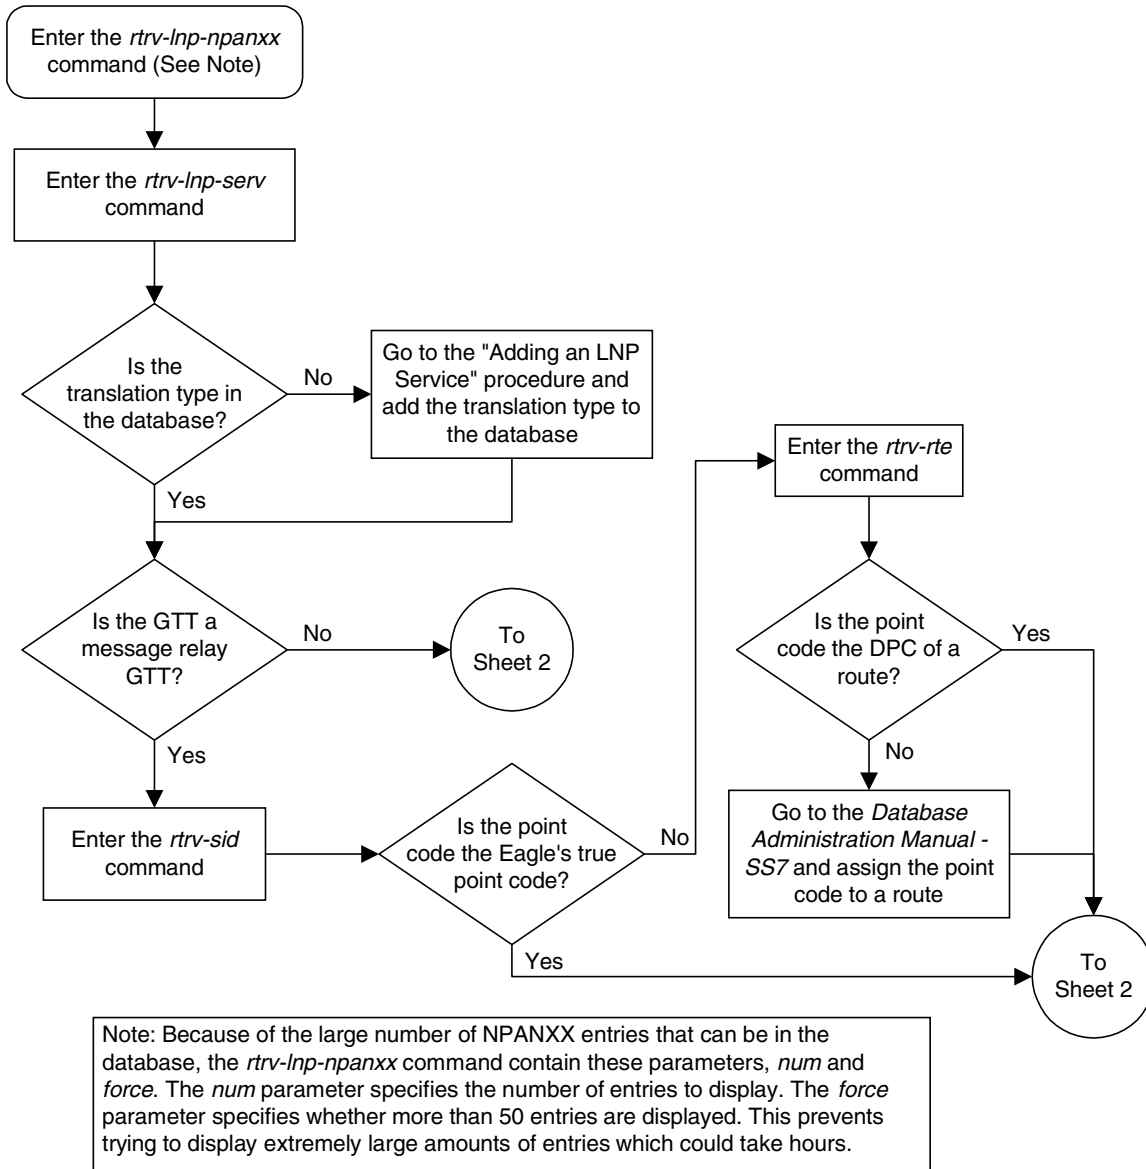 Enter the rtrv-lnp-npanxx
command (See Note)
Enter the rtrv-lnp-serv
command
Is the
translation type in
the database?
No
Go to the "Adding an LNP
Service" procedure and
add the translation type to
the database
Yes
Is the GTT a
message relay
GTT?
No
To
Sheet 2
Yes
Enter the rtrv-sid
command
Is the point
code the Eagle's true
point code?
No
Enter the rtrv-rte
command
Is the point
code the DPC of a
route?
Yes
No
Go to the Database
Administration Manual -
SS7 and assign the point
code to a route
Yes
To
Sheet 2
Note: Because of the large number of NPANXX entries that can be in the
database, the rtrv-lnp-npanxx command contain these parameters, num and
force. The num parameter specifies the number of entries to display. The force
parameter specifies whether more than 50 entries are displayed. This prevents
trying to display extremely large amounts of entries which could take hours.